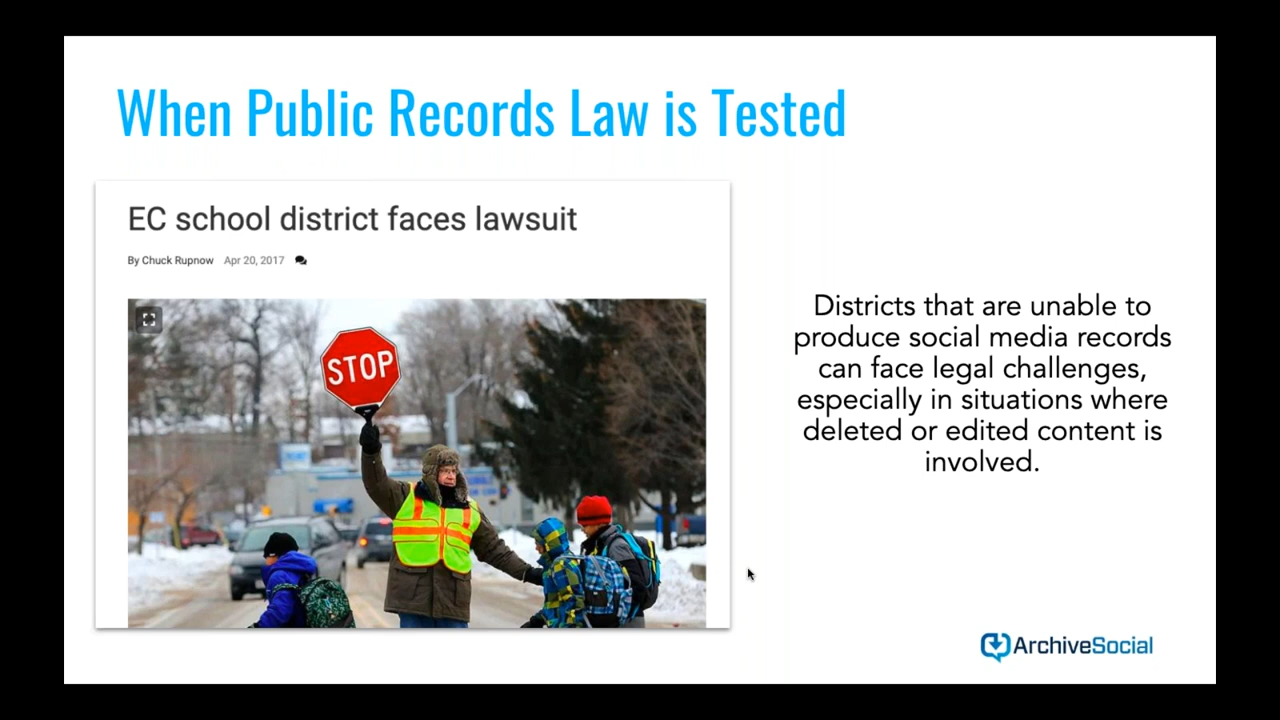 When Public Records Law is Tested
EC school district faces lawsuit
By Chuck Rupnow Apr 20, 2017
STOP
Districts that are unable to
produce social media records
can face legal challenges,
especially in situations where
deleted or edited content is
involved.
ArchiveSocial